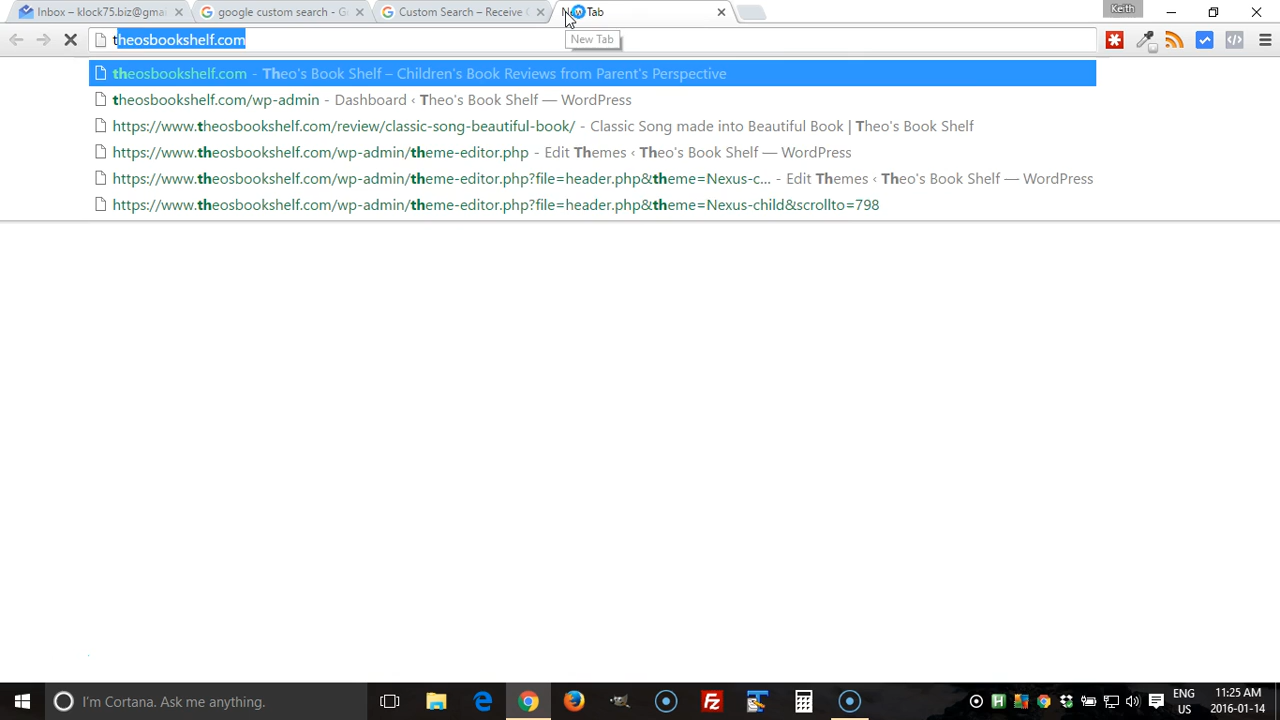 Inbox – klock75.biz@gmai
google custom search - G
Custom Search – Receive
New Tab
Keith
theosbookshelf.com
New Tab
theosbookshelf.com - Theo's Book Shelf – Children's Book Reviews from Parent's Perspective
theosbookshelf.com/wp-admin - Dashboard ‹ Theo's Book Shelf — WordPress
https://www.theosbookshelf.com/review/classic-song-beautiful-book/ - Classic Song made into Beautiful Book | Theo's Book Shelf
https://www.theosbookshelf.com/wp-admin/theme-editor.php - Edit Themes ‹ Theo's Book Shelf — WordPress
https://www.theosbookshelf.com/wp-admin/theme-editor.php?file=header.php&theme=Nexus-c... - Edit Themes ‹ Theo's Book Shelf — WordPress
https://www.theosbookshelf.com/wp-admin/theme-editor.php?file=header.php&theme=Nexus-child&scrollto=798
I'm Cortana. Ask me anything.
ENG
US
11:25 AM
2016-01-14